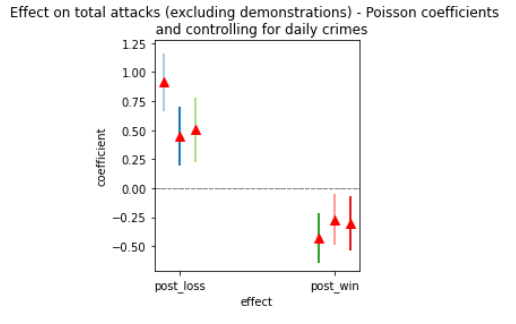 Effect on total attacks (excluding demonstrations) - Poisson coefficients
and controlling for daily crimes
1.25
1.00
0.75
0.50
0.25
0.00
−0.25
−0.50
coefficient
post_loss
post_win
effect